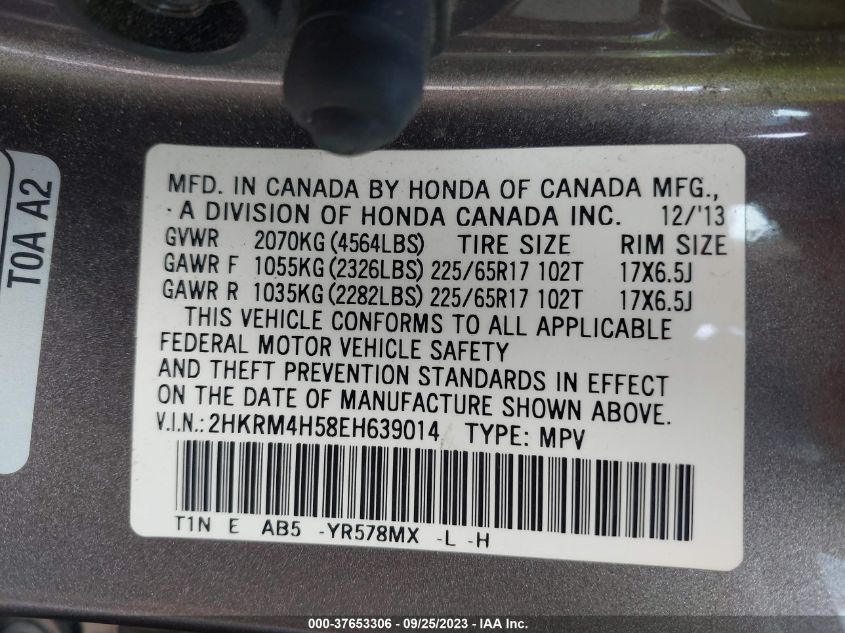 T0A A2
MFD. IN CANADA BY HONDA OF CANADA MFG.,
A DIVISION OF HONDA CANADA INC. 12/'13
GVWR 2070KG (4564LBS) TIRE SIZE RIM SIZE
GAWR F 1055KG (2326LBS) 225/65R17 102T 17X6.5J
GAWR R 1035KG (2282LBS) 225/65R17 102T 17X6.5J
THIS VEHICLE CONFORMS TO ALL APPLICABLE
FEDERAL MOTOR VEHICLE SAFETY
AND THEFT PREVENTION STANDARDS IN EFFECT
ON THE DATE OF MANUFACTURE SHOWN ABOVE.
V.I.N.: 2HKRM4H58EH639014 TYPE: MPV
T1N E AB5 -YR578MX -L -H
000-37653306 - 09/25/2023 - IAA Inc.